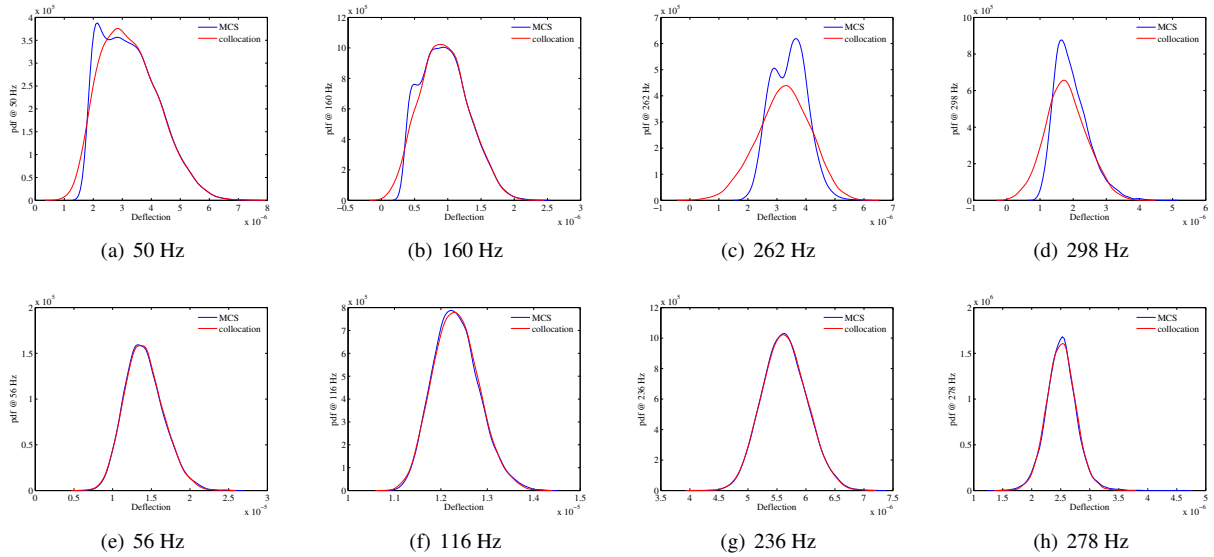 x 10^5
pdf @ 50 Hz
4
3.5
3
2.5
2
1.5
1
0.5
0
MCS
collocation
0 1 2 3 4 5 6 7 8
Deflection
x 10^-6
(a) 50 Hz
x 10^5
pdf @ 160 Hz
12
10
8
6
4
2
0
MCS
collocation
−0.5 0 0.5 1 1.5 2 2.5 3
Deflection
x 10^-6
(b) 160 Hz
x 10^5
pdf @ 262 Hz
7
6
5
4
3
2
1
0
MCS
collocation
−1 0 1 2 3 4 5 6 7
Deflection
x 10^-6
(c) 262 Hz
x 10^5
pdf @ 298 Hz
10
8
6
4
2
0
MCS
collocation
−1 0 1 2 3 4 5 6
Deflection
x 10^-6
(d) 298 Hz
x 10^5
pdf @ 56 Hz
2
1.5
1
0.5
0
MCS
collocation
0 0.5 1 1.5 2 2.5 3
Deflection
x 10^-5
(e) 56 Hz
x 10^5
pdf @ 116 Hz
8
7
6
5
4
3
2
1
0
MCS
collocation
1 1.1 1.2 1.3 1.4 1.5
Deflection
x 10^-5
(f) 116 Hz
x 10^5
pdf @ 236 Hz
12
10
8
6
4
2
0
MCS
collocation
3.5 4 4.5 5 5.5 6 6.5 7 7.5
Deflection
x 10^-6
(g) 236 Hz
x 10^6
pdf @ 278 Hz
2
1.5
1
0.5
0
MCS
collocation
1 1.5 2 2.5 3 3.5 4 4.5 5
Deflection
x 10^-6
(h) 278 Hz